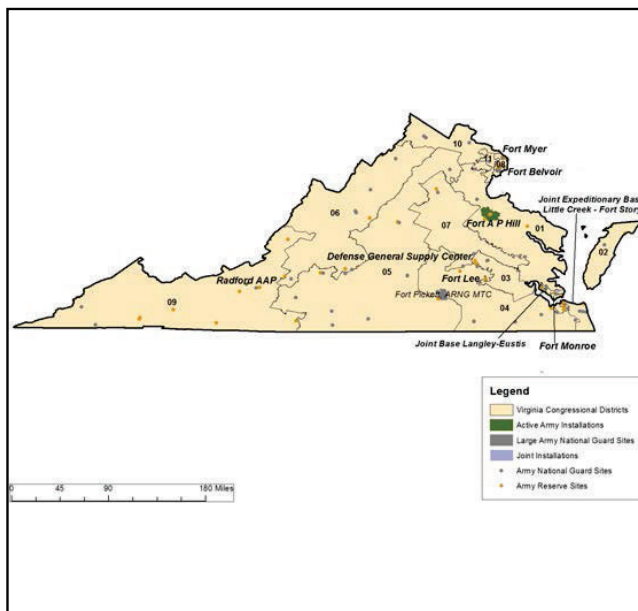 10
Fort Myer
11
08
Fort Belvoir
Joint Expeditionary Base
Little Creek - Fort Story
06
07
Fort A P Hill
01
02
Defense General Supply Center
Radford AAP
05
Fort Lee
03
Fort Pickett ARNG MTC
09
04
Joint Base Langley-Eustis
Fort Monroe
Legend
Virginia Congressional Districts
Active Army Installations
Large Army National Guard Sites
Joint Installations
Army National Guard Sites
Army Reserve Sites
0 45 90 180 Miles